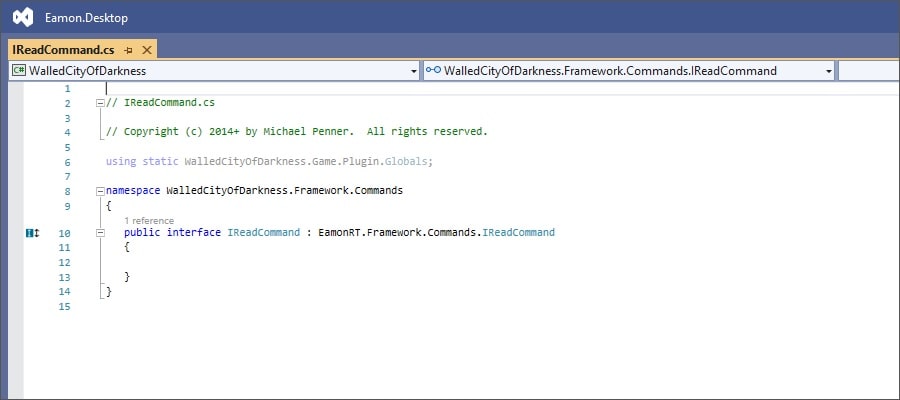 Eamon.Desktop
IReadCommand.cs
C# WalledCityOfDarkness WalledCityOfDarkness.Framework.Commands.IReadCommand
1
2 // IReadCommand.cs
3
4 // Copyright (c) 2014+ by Michael Penner.  All rights reserved.
5
6 using static WalledCityOfDarkness.Game.Plugin.Globals;
7
8 namespace WalledCityOfDarkness.Framework.Commands
9 {
1 reference
10 public interface IReadCommand : EamonRT.Framework.Commands.IReadCommand
11 {
12
13 }
14 }
15